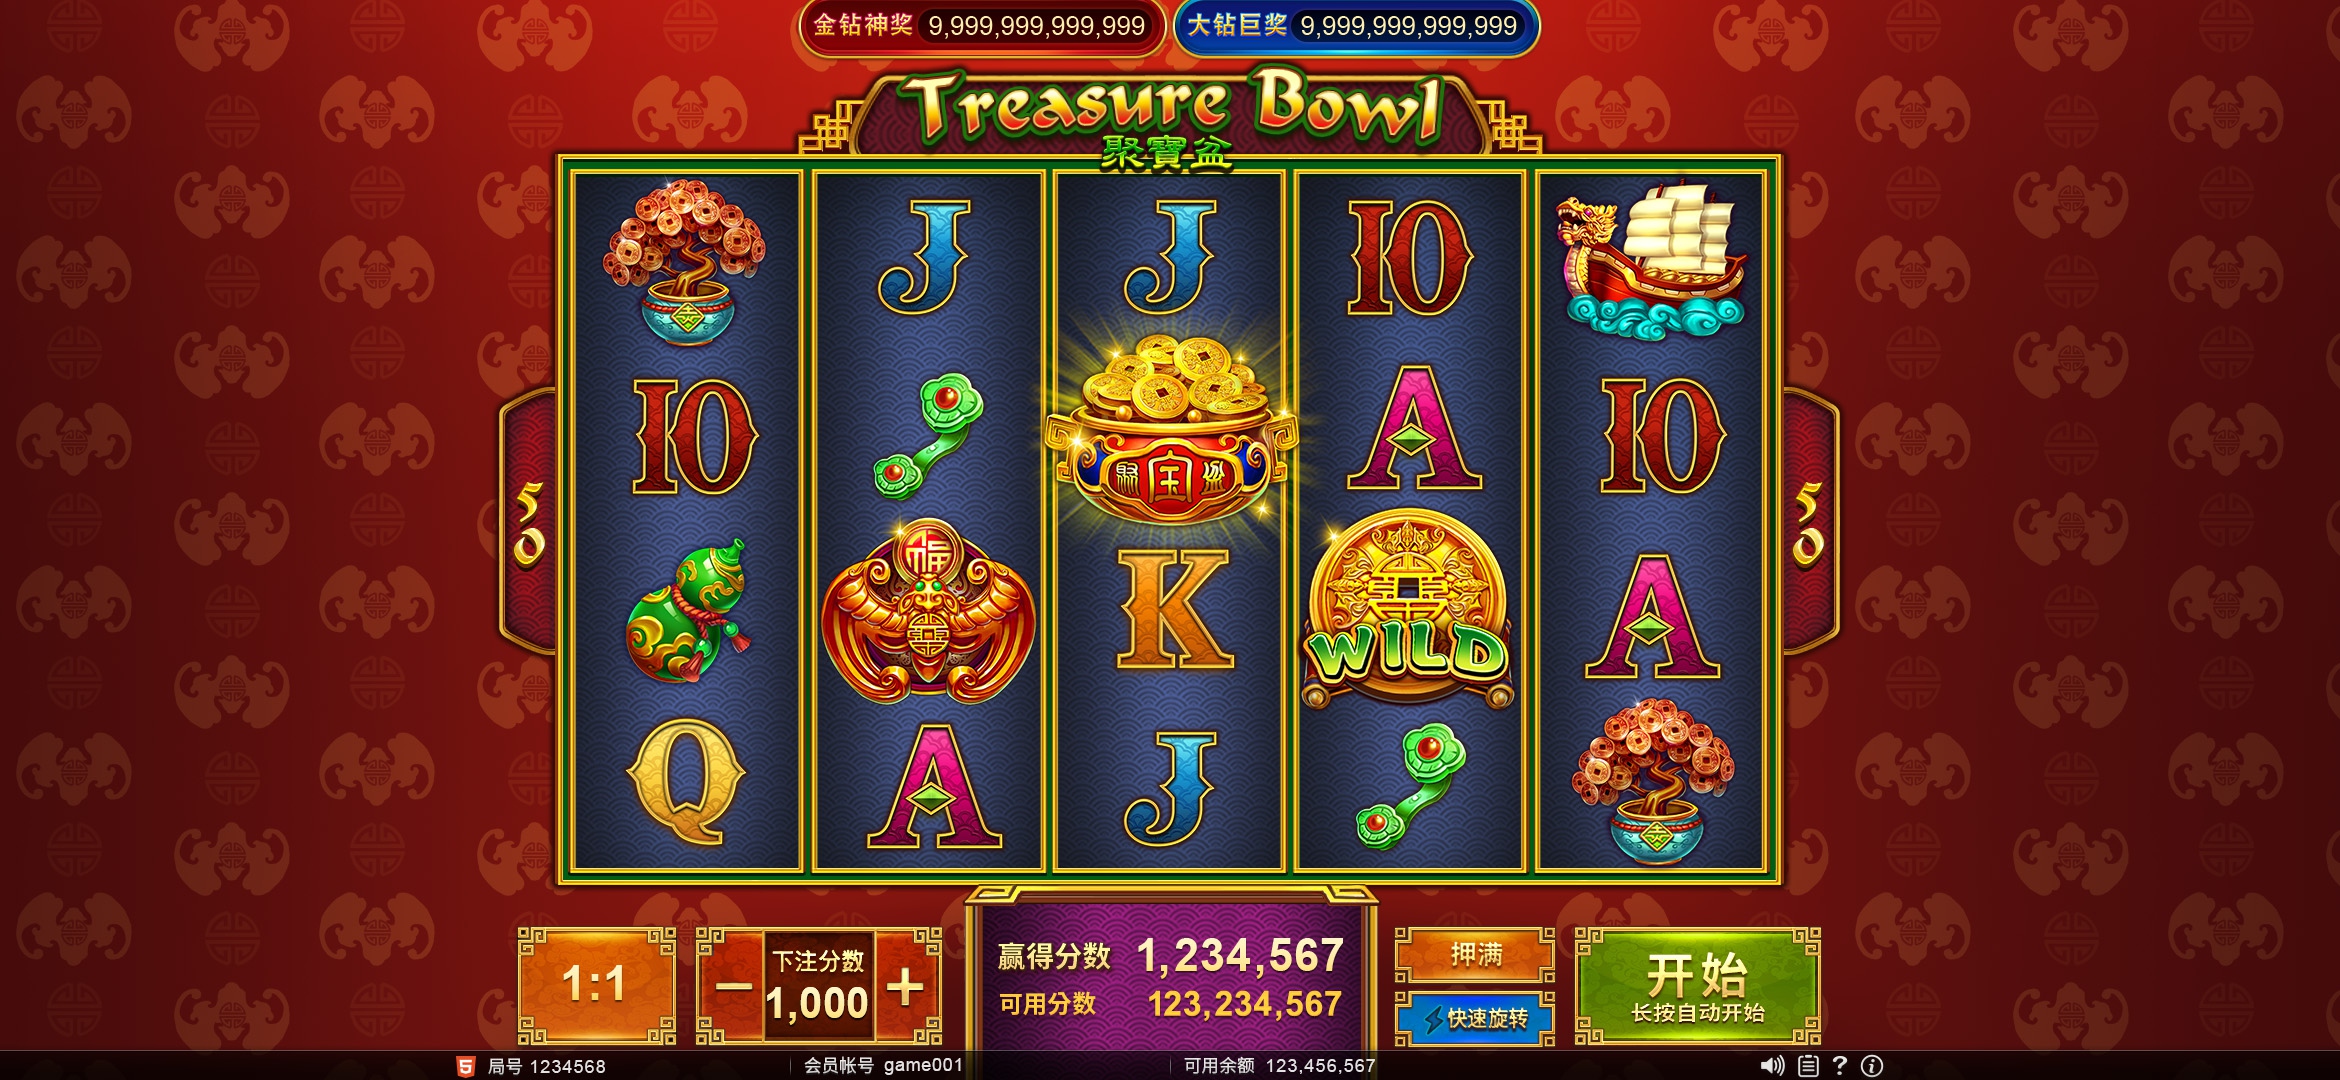 金钻神奖 9,999,999,999,999 大钻巨奖 9,999,999,999,999
Treasure Bowl
聚寶盆
J J 10
10 A 10
50 50
福
WILD
K A
Q A J
1:1
下注分数
− 1,000 +
赢得分数 1,234,567
可用分数 123,234,567
押满
快速旋转
开始
长按自动开始
5 局号 1234568 会员帐号 game001 可用余额 123,456,567 ? i